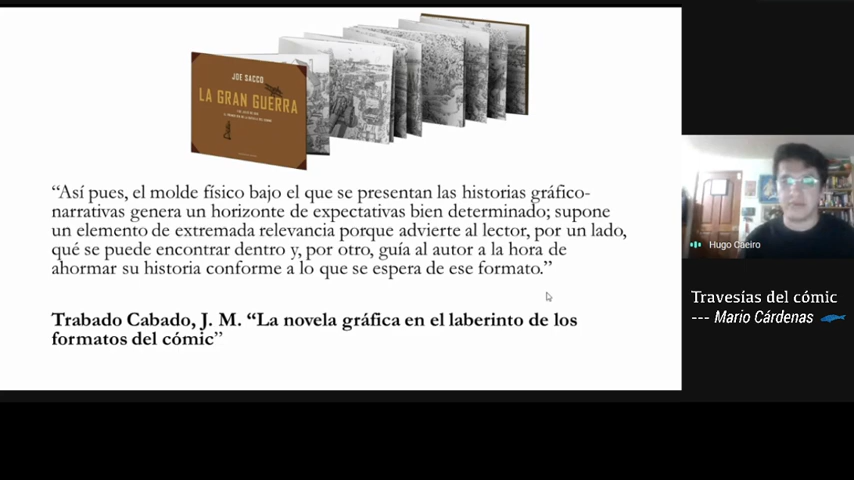 JOE SACCO
LA GRAN GUERRA
“Así pues, el molde físico bajo el que se presentan las historias gráfico-
narrativas genera un horizonte de expectativas bien determinado; supone
un elemento de extremada relevancia porque advierte al lector, por un lado,
qué se puede encontrar dentro y, por otro, guía al autor a la hora de
ahormar su historia conforme a lo que se espera de ese formato.”
Trabado Cabado, J. M. “La novela gráfica en el laberinto de los
formatos del cómic”
Hugo Caeiro
Travesías del cómic
--- Mario Cárdenas